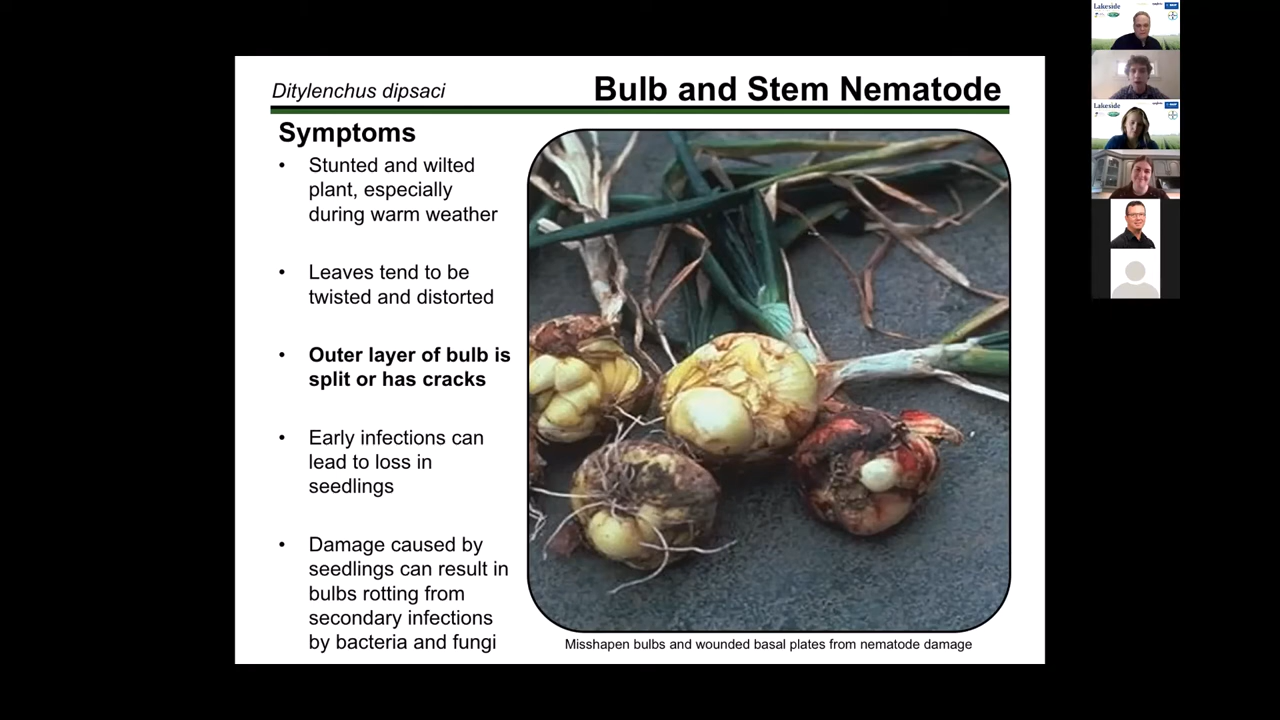 Ditylenchus dipsaci
Bulb and Stem Nematode
Symptoms
• Stunted and wilted
plant, especially
during warm weather
• Leaves tend to be
twisted and distorted
• Outer layer of bulb is
split or has cracks
• Early infections can
lead to loss in
seedlings
• Damage caused by
seedlings can result in
bulbs rotting from
secondary infections
by bacteria and fungi
Misshapen bulbs and wounded basal plates from nematode damage
Lakeside
Lakeside